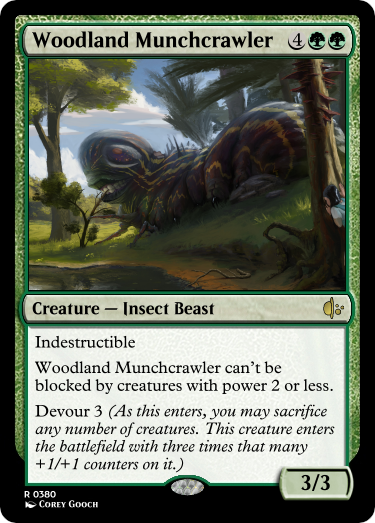 Woodland Munchcrawler 4
Creature — Insect Beast
Indestructible
Woodland Munchcrawler can't be
blocked by creatures with power 2 or less.
Devour 3 (As this enters, you may sacrifice
any number of creatures. This creature enters
the battlefield with three times that many
+1/+1 counters on it.)
3/3
R 0380
Corey Gooch